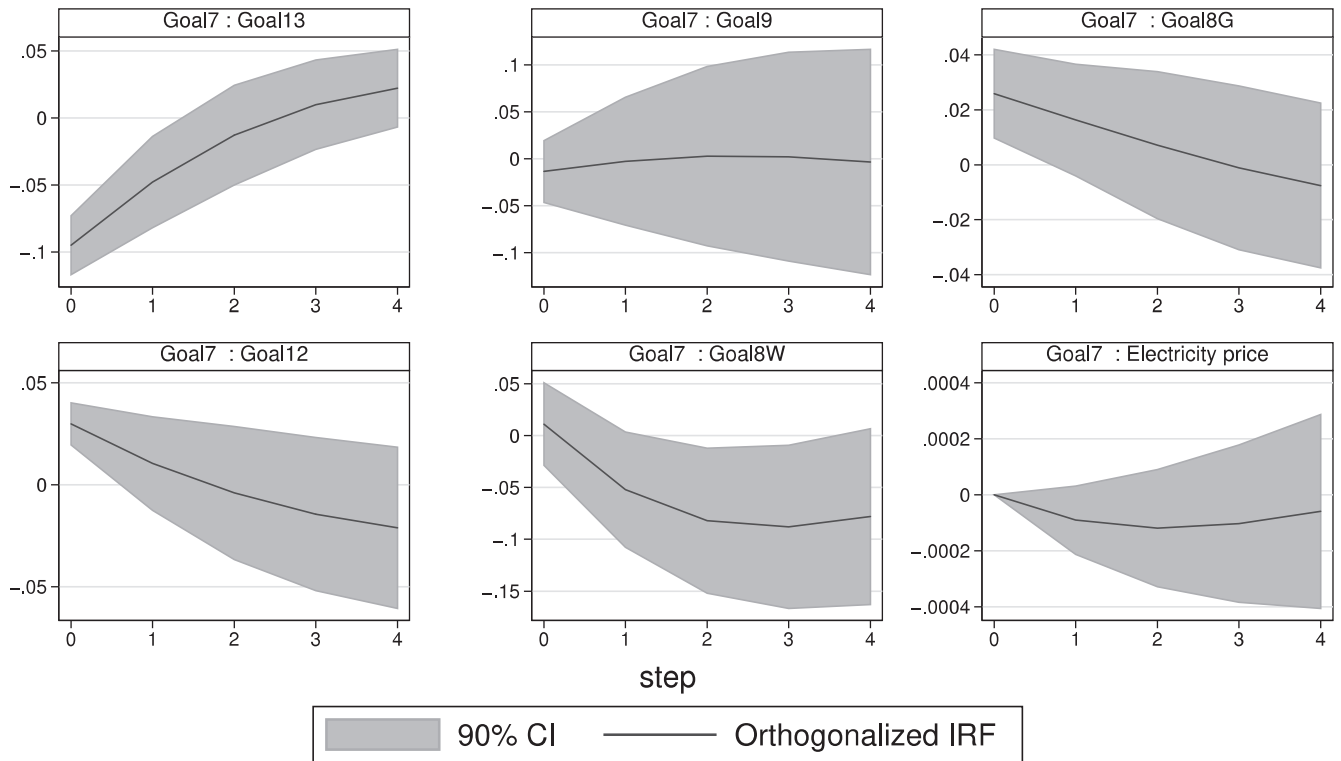 Goal7 : Goal13
Goal7 : Goal9
Goal7 : Goal8G
.05
0
-.05
-.1
0 1 2 3 4
.1
.05
0
-.05
-.1
0 1 2 3 4
.04
.02
0
-.02
-.04
0 1 2 3 4
Goal7 : Goal12
Goal7 : Goal8W
Goal7 : Electricity price
.05
0
-.05
0 1 2 3 4
.05
0
-.05
-.1
-.15
0 1 2 3 4
.0004
.0002
0
-.0002
-.0004
0 1 2 3 4
step
90% CI
Orthogonalized IRF